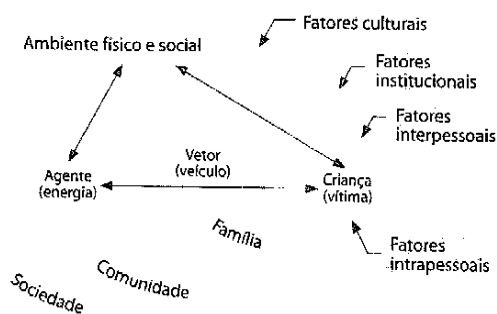 Fatores culturais
Ambiente físico e social
Fatores
institucionais
Fatores
interpessoais
Vetor
(veículo)
Agente
(energia)
Criança
(vítima)
Família
Fatores
intrapessoais
Comunidade
Sociedade